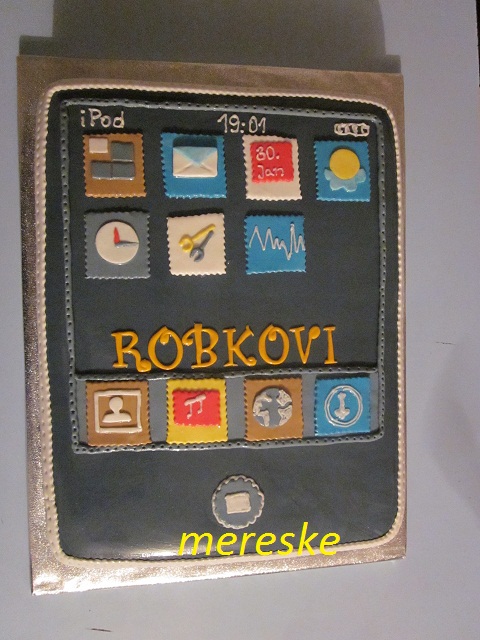 iPod 19:01
30.
Jan
ROBKOVI
mereske